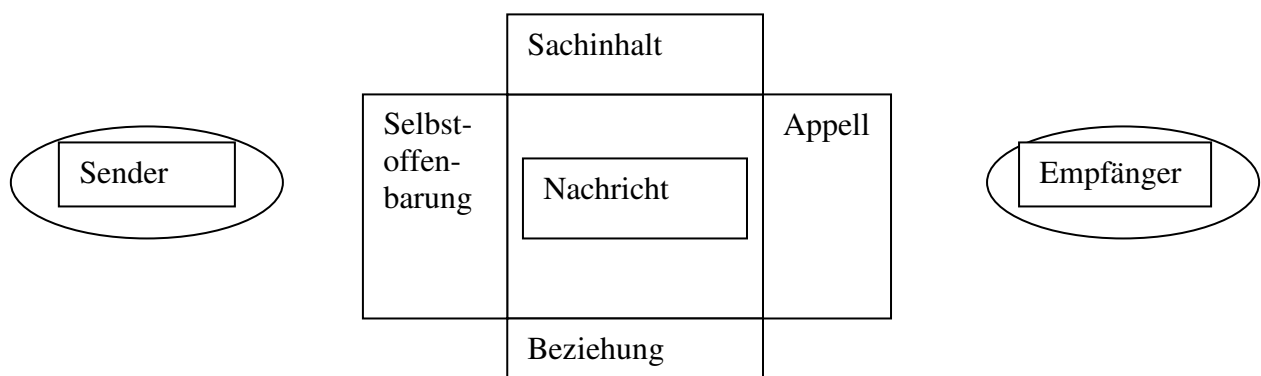 Sachinhalt
Selbst-
offen-
barung
Appell
Sender
Nachricht
Empfänger
Beziehung